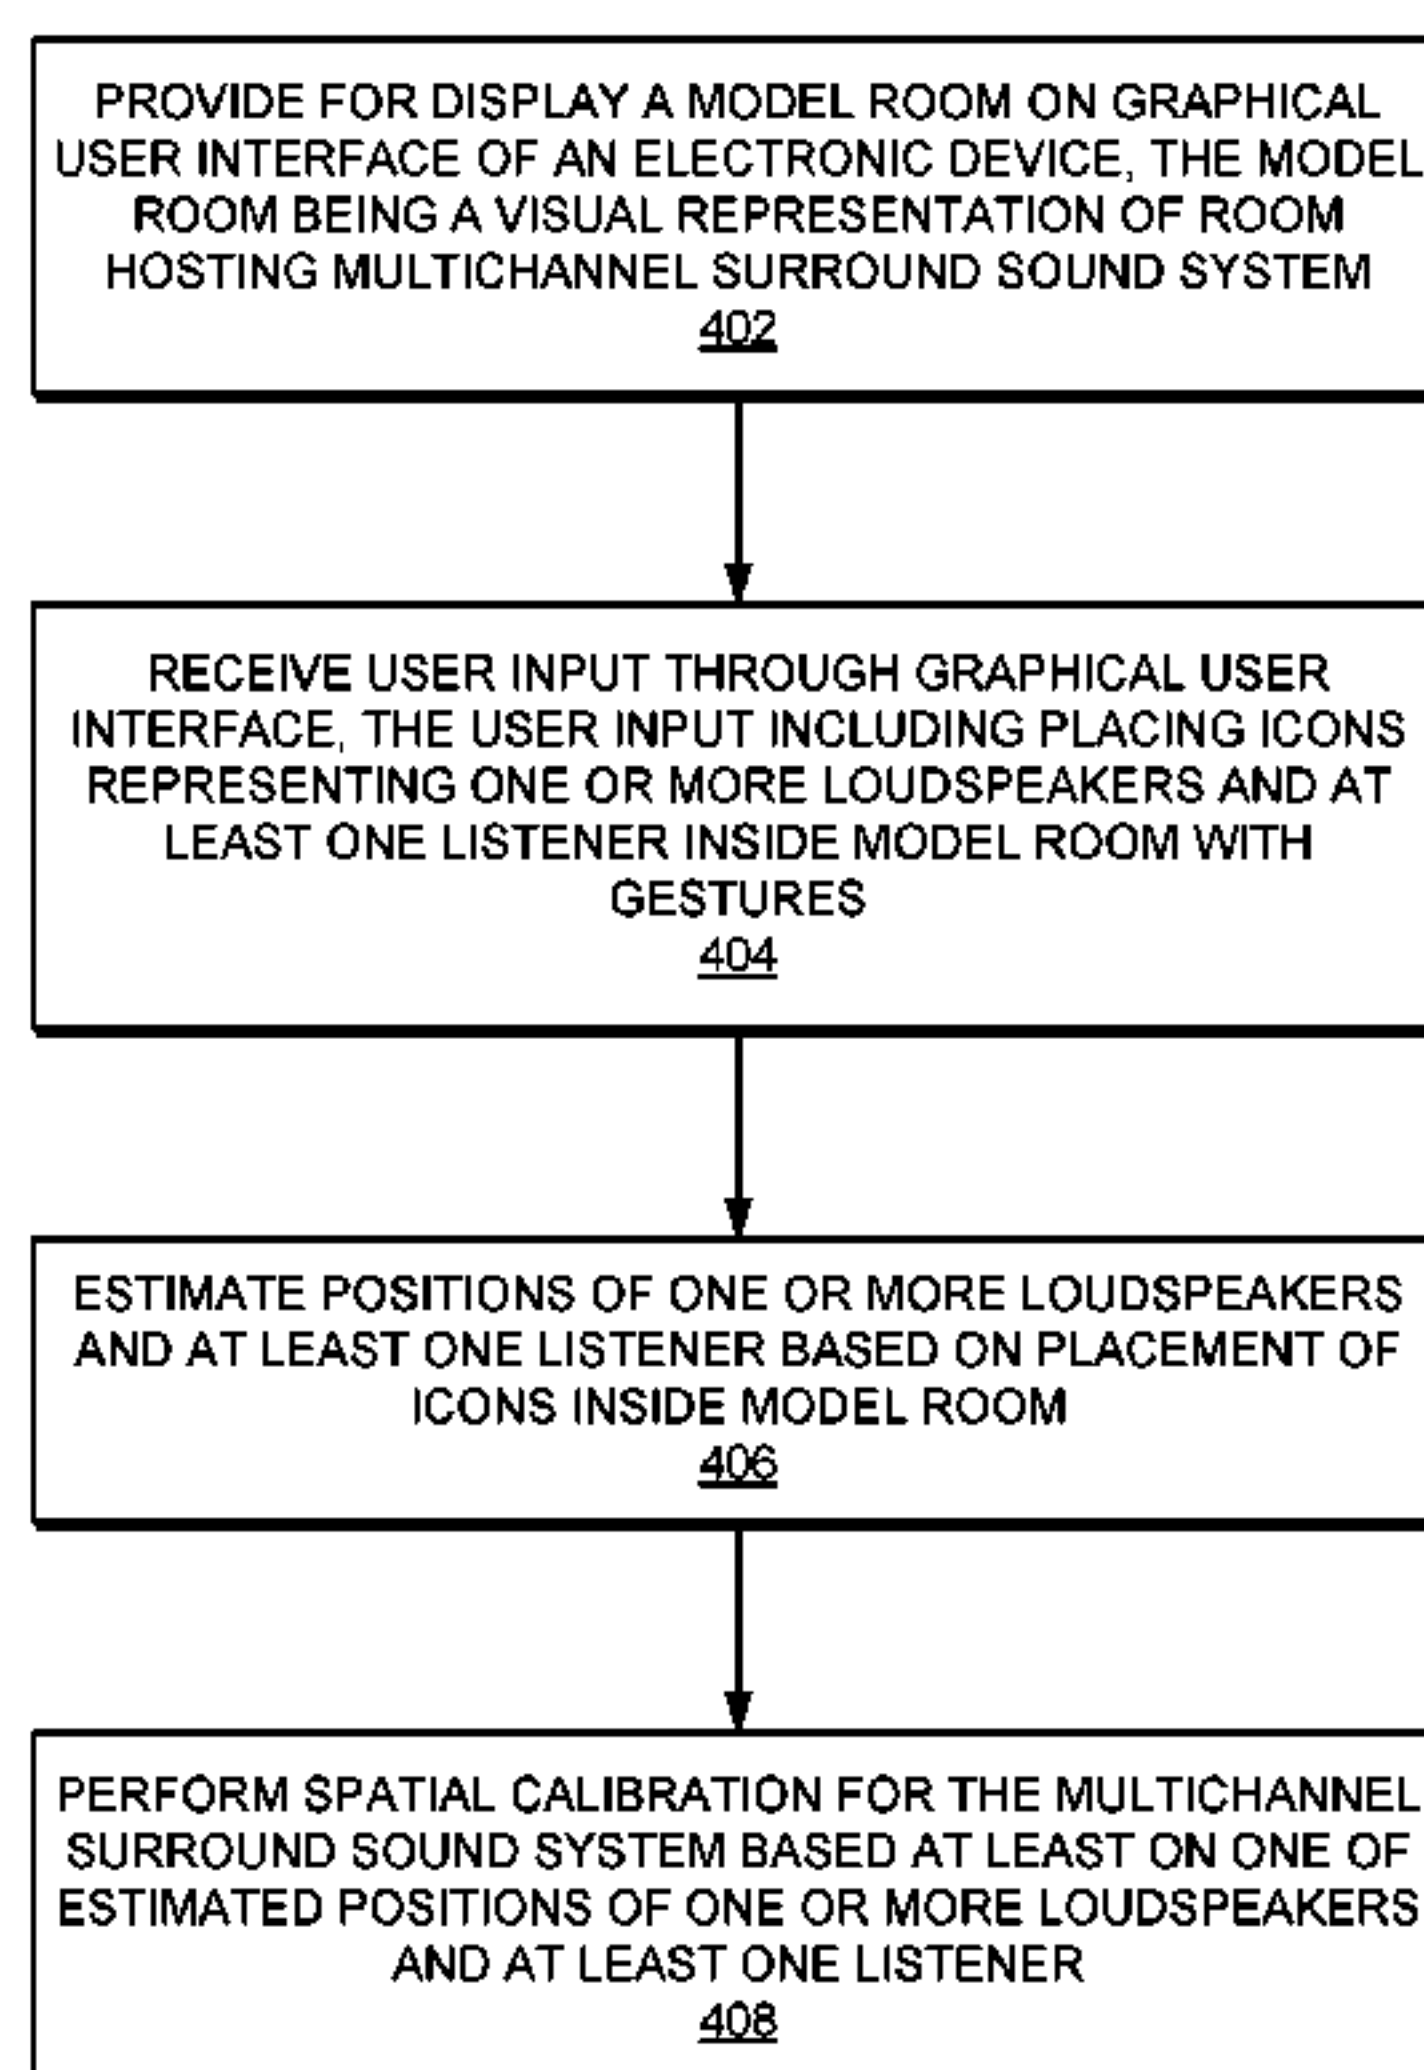 PROVIDE FOR DISPLAY A MODEL ROOM ON GRAPHICAL
USER INTERFACE OF AN ELECTRONIC DEVICE, THE MODEL
ROOM BEING A VISUAL REPRESENTATION OF ROOM
HOSTING MULTICHANNEL SURROUND SOUND SYSTEM
402
RECEIVE USER INPUT THROUGH GRAPHICAL USER
INTERFACE, THE USER INPUT INCLUDING PLACING ICONS
REPRESENTING ONE OR MORE LOUDSPEAKERS AND AT
LEAST ONE LISTENER INSIDE MODEL ROOM WITH
GESTURES
404
ESTIMATE POSITIONS OF ONE OR MORE LOUDSPEAKERS
AND AT LEAST ONE LISTENER BASED ON PLACEMENT OF
ICONS INSIDE MODEL ROOM
406
PERFORM SPATIAL CALIBRATION FOR THE MULTICHANNEL
SURROUND SOUND SYSTEM BASED AT LEAST ON ONE OF
ESTIMATED POSITIONS OF ONE OR MORE LOUDSPEAKERS
AND AT LEAST ONE LISTENER
408